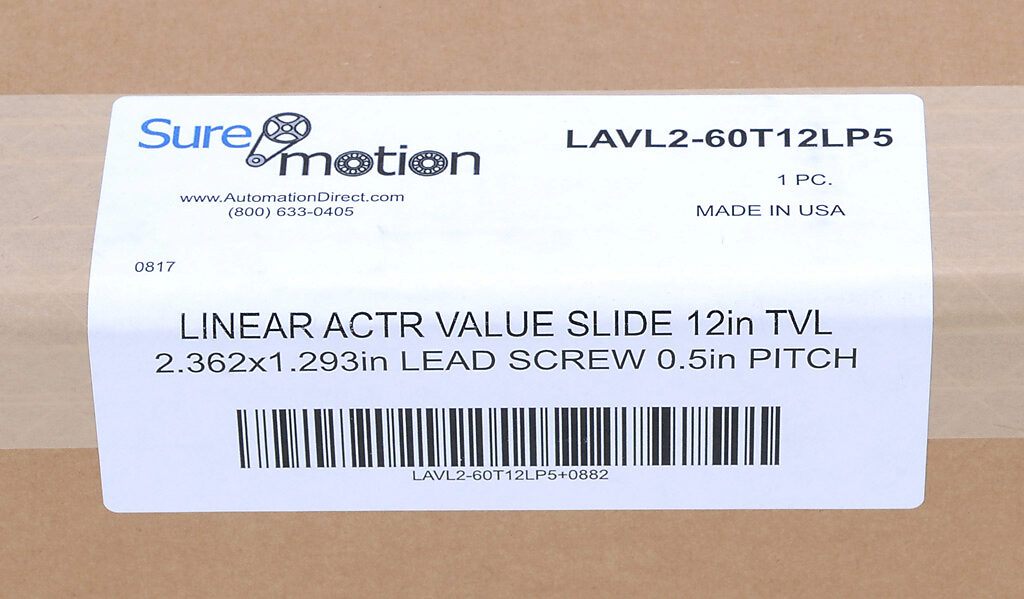 Sure motion
LAVL2-60T12LP5
www.AutomationDirect.com
(800) 633-0405
1 PC.
MADE IN USA
0817
LINEAR ACTR VALUE SLIDE 12in TVL
2.362x1.293in LEAD SCREW 0.5in PITCH
LAVL2-60T12LP5+0882